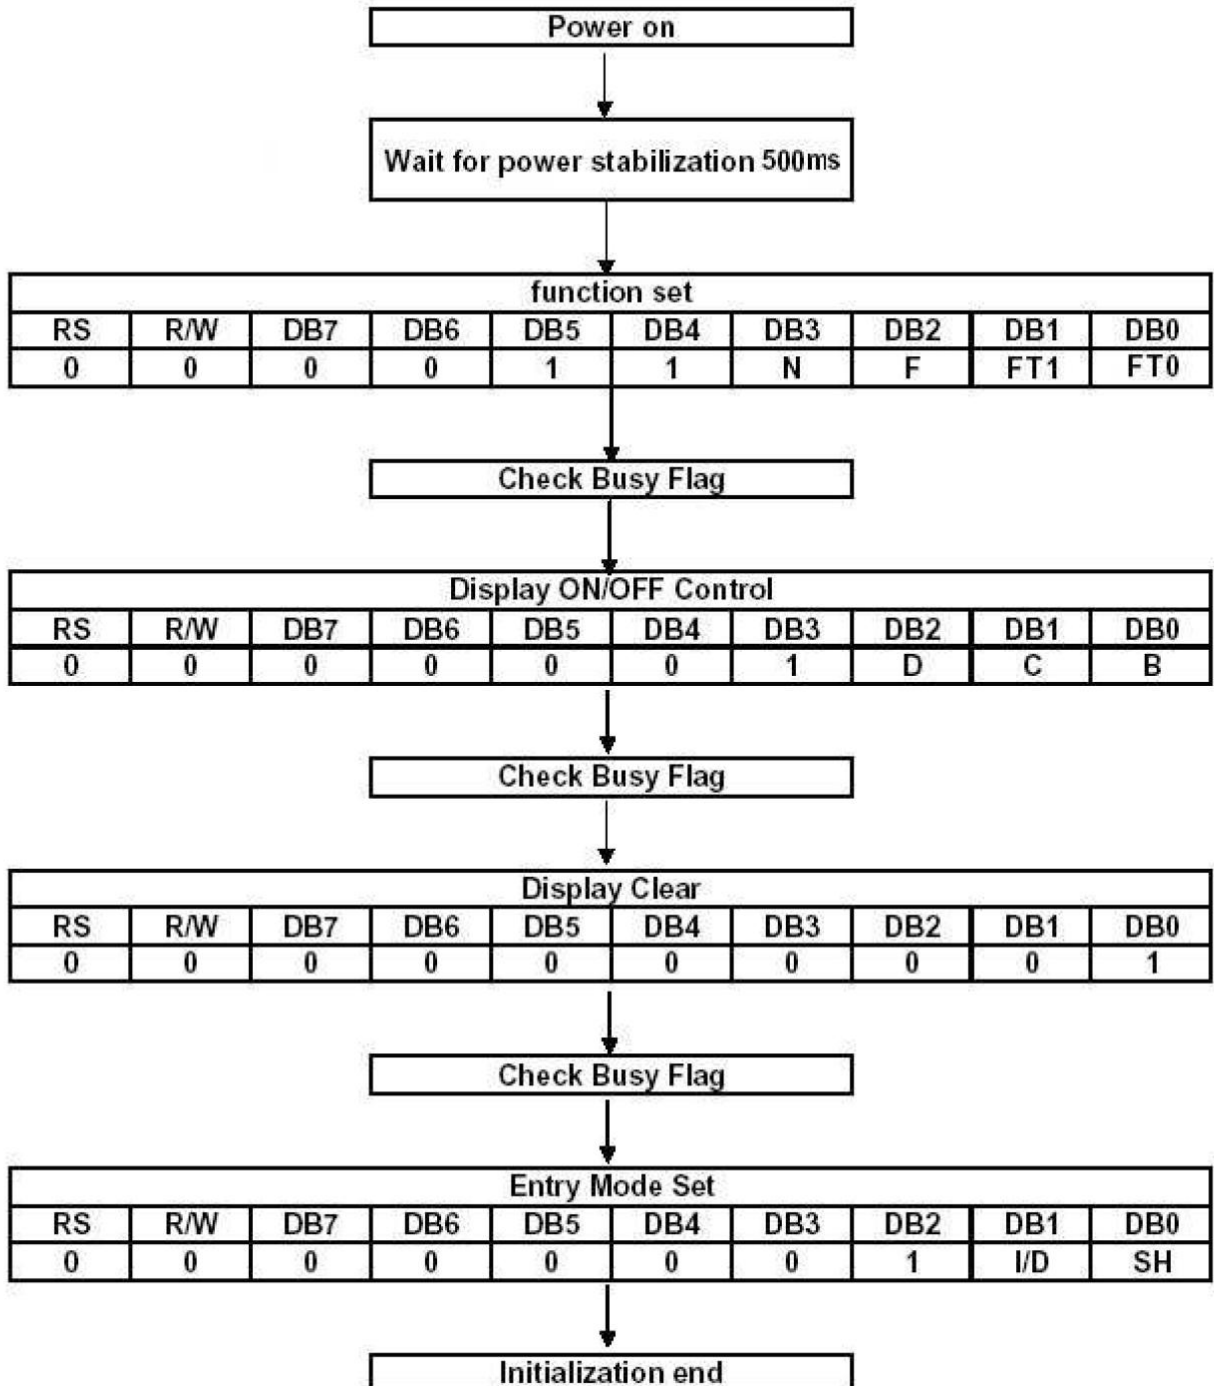 Power on
Wait for power stabilization 500ms
function set
RS R/W DB7 DB6 DB5 DB4 DB3 DB2 DB1 DB0
0 0 0 0 1 1 N F FT1 FT0
Check Busy Flag
Display ON/OFF Control
RS R/W DB7 DB6 DB5 DB4 DB3 DB2 DB1 DB0
0 0 0 0 0 0 1 D C B
Check Busy Flag
Display Clear
RS R/W DB7 DB6 DB5 DB4 DB3 DB2 DB1 DB0
0 0 0 0 0 0 0 0 0 1
Check Busy Flag
Entry Mode Set
RS R/W DB7 DB6 DB5 DB4 DB3 DB2 DB1 DB0
0 0 0 0 0 0 0 1 I/D SH
Initialization end